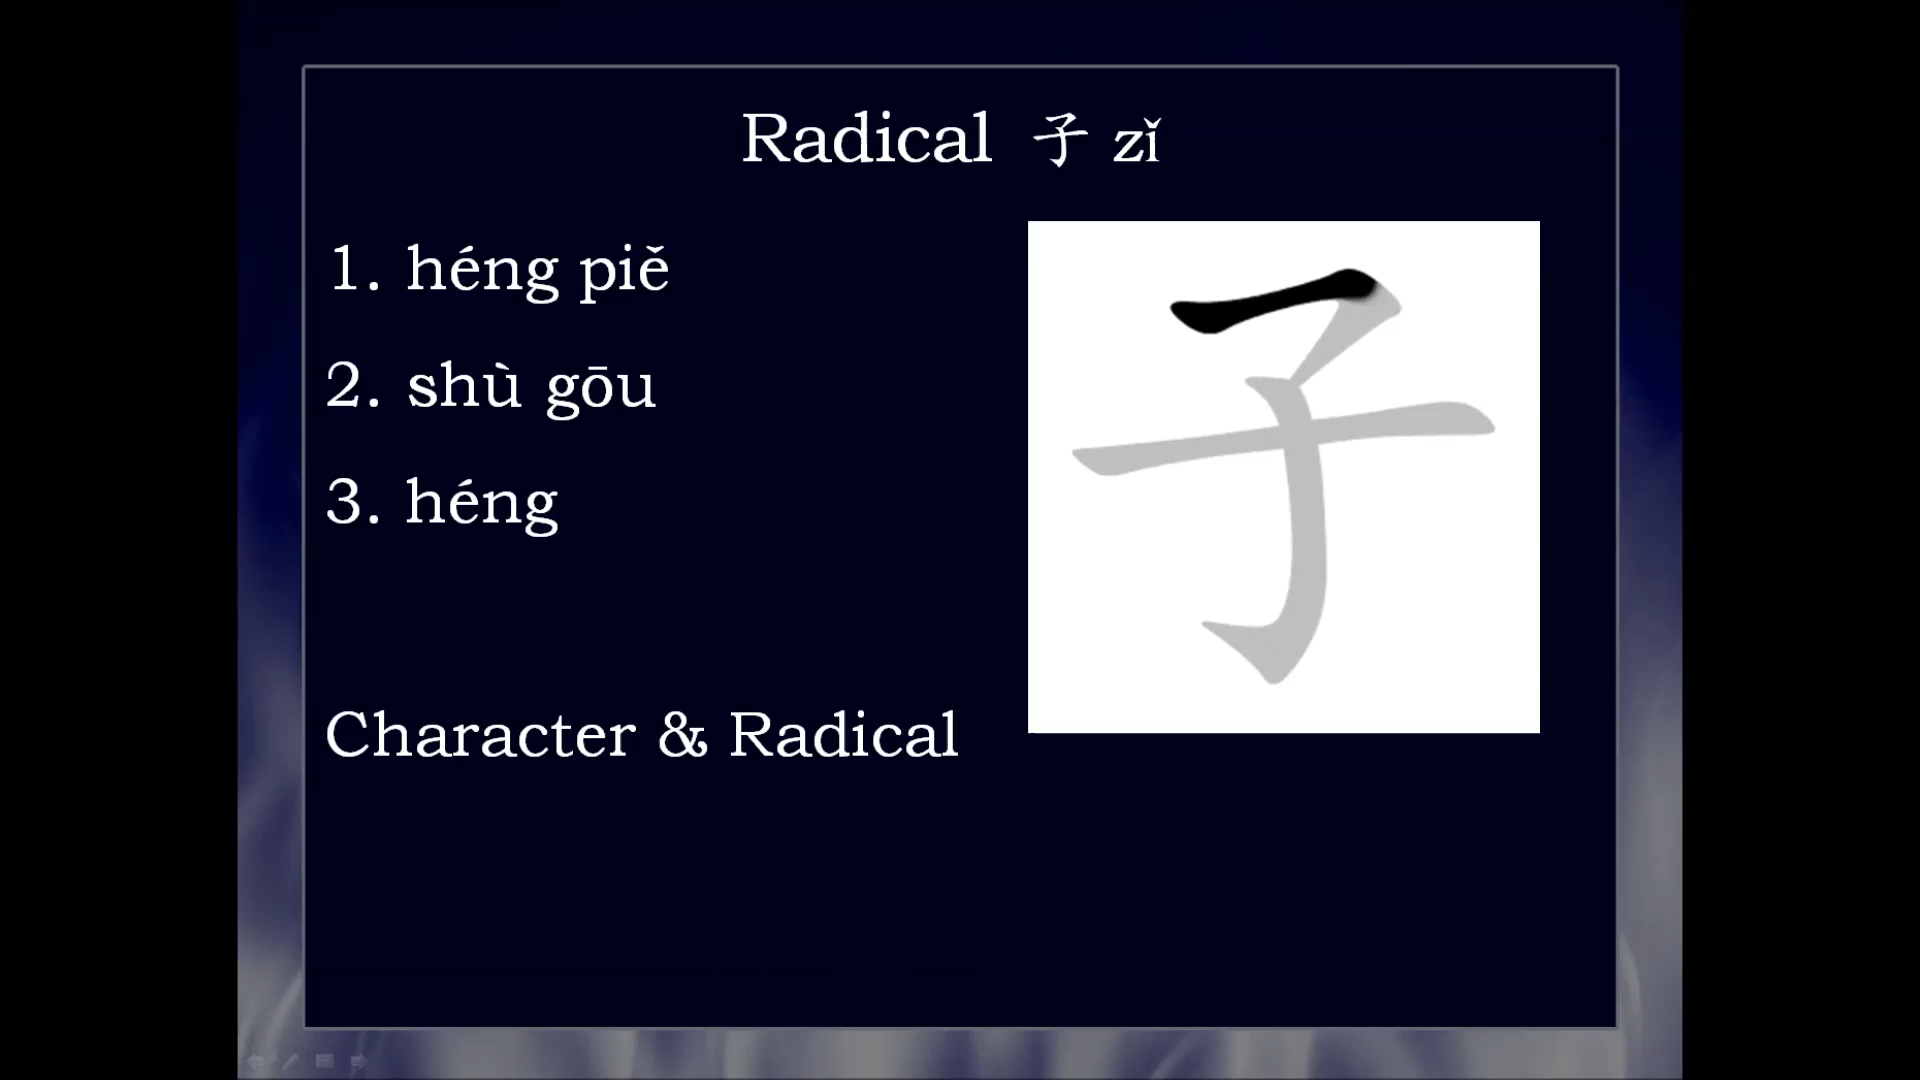 Radical 子 zǐ
1. héng piě
2. shù gōu
3. héng
Character & Radical
子